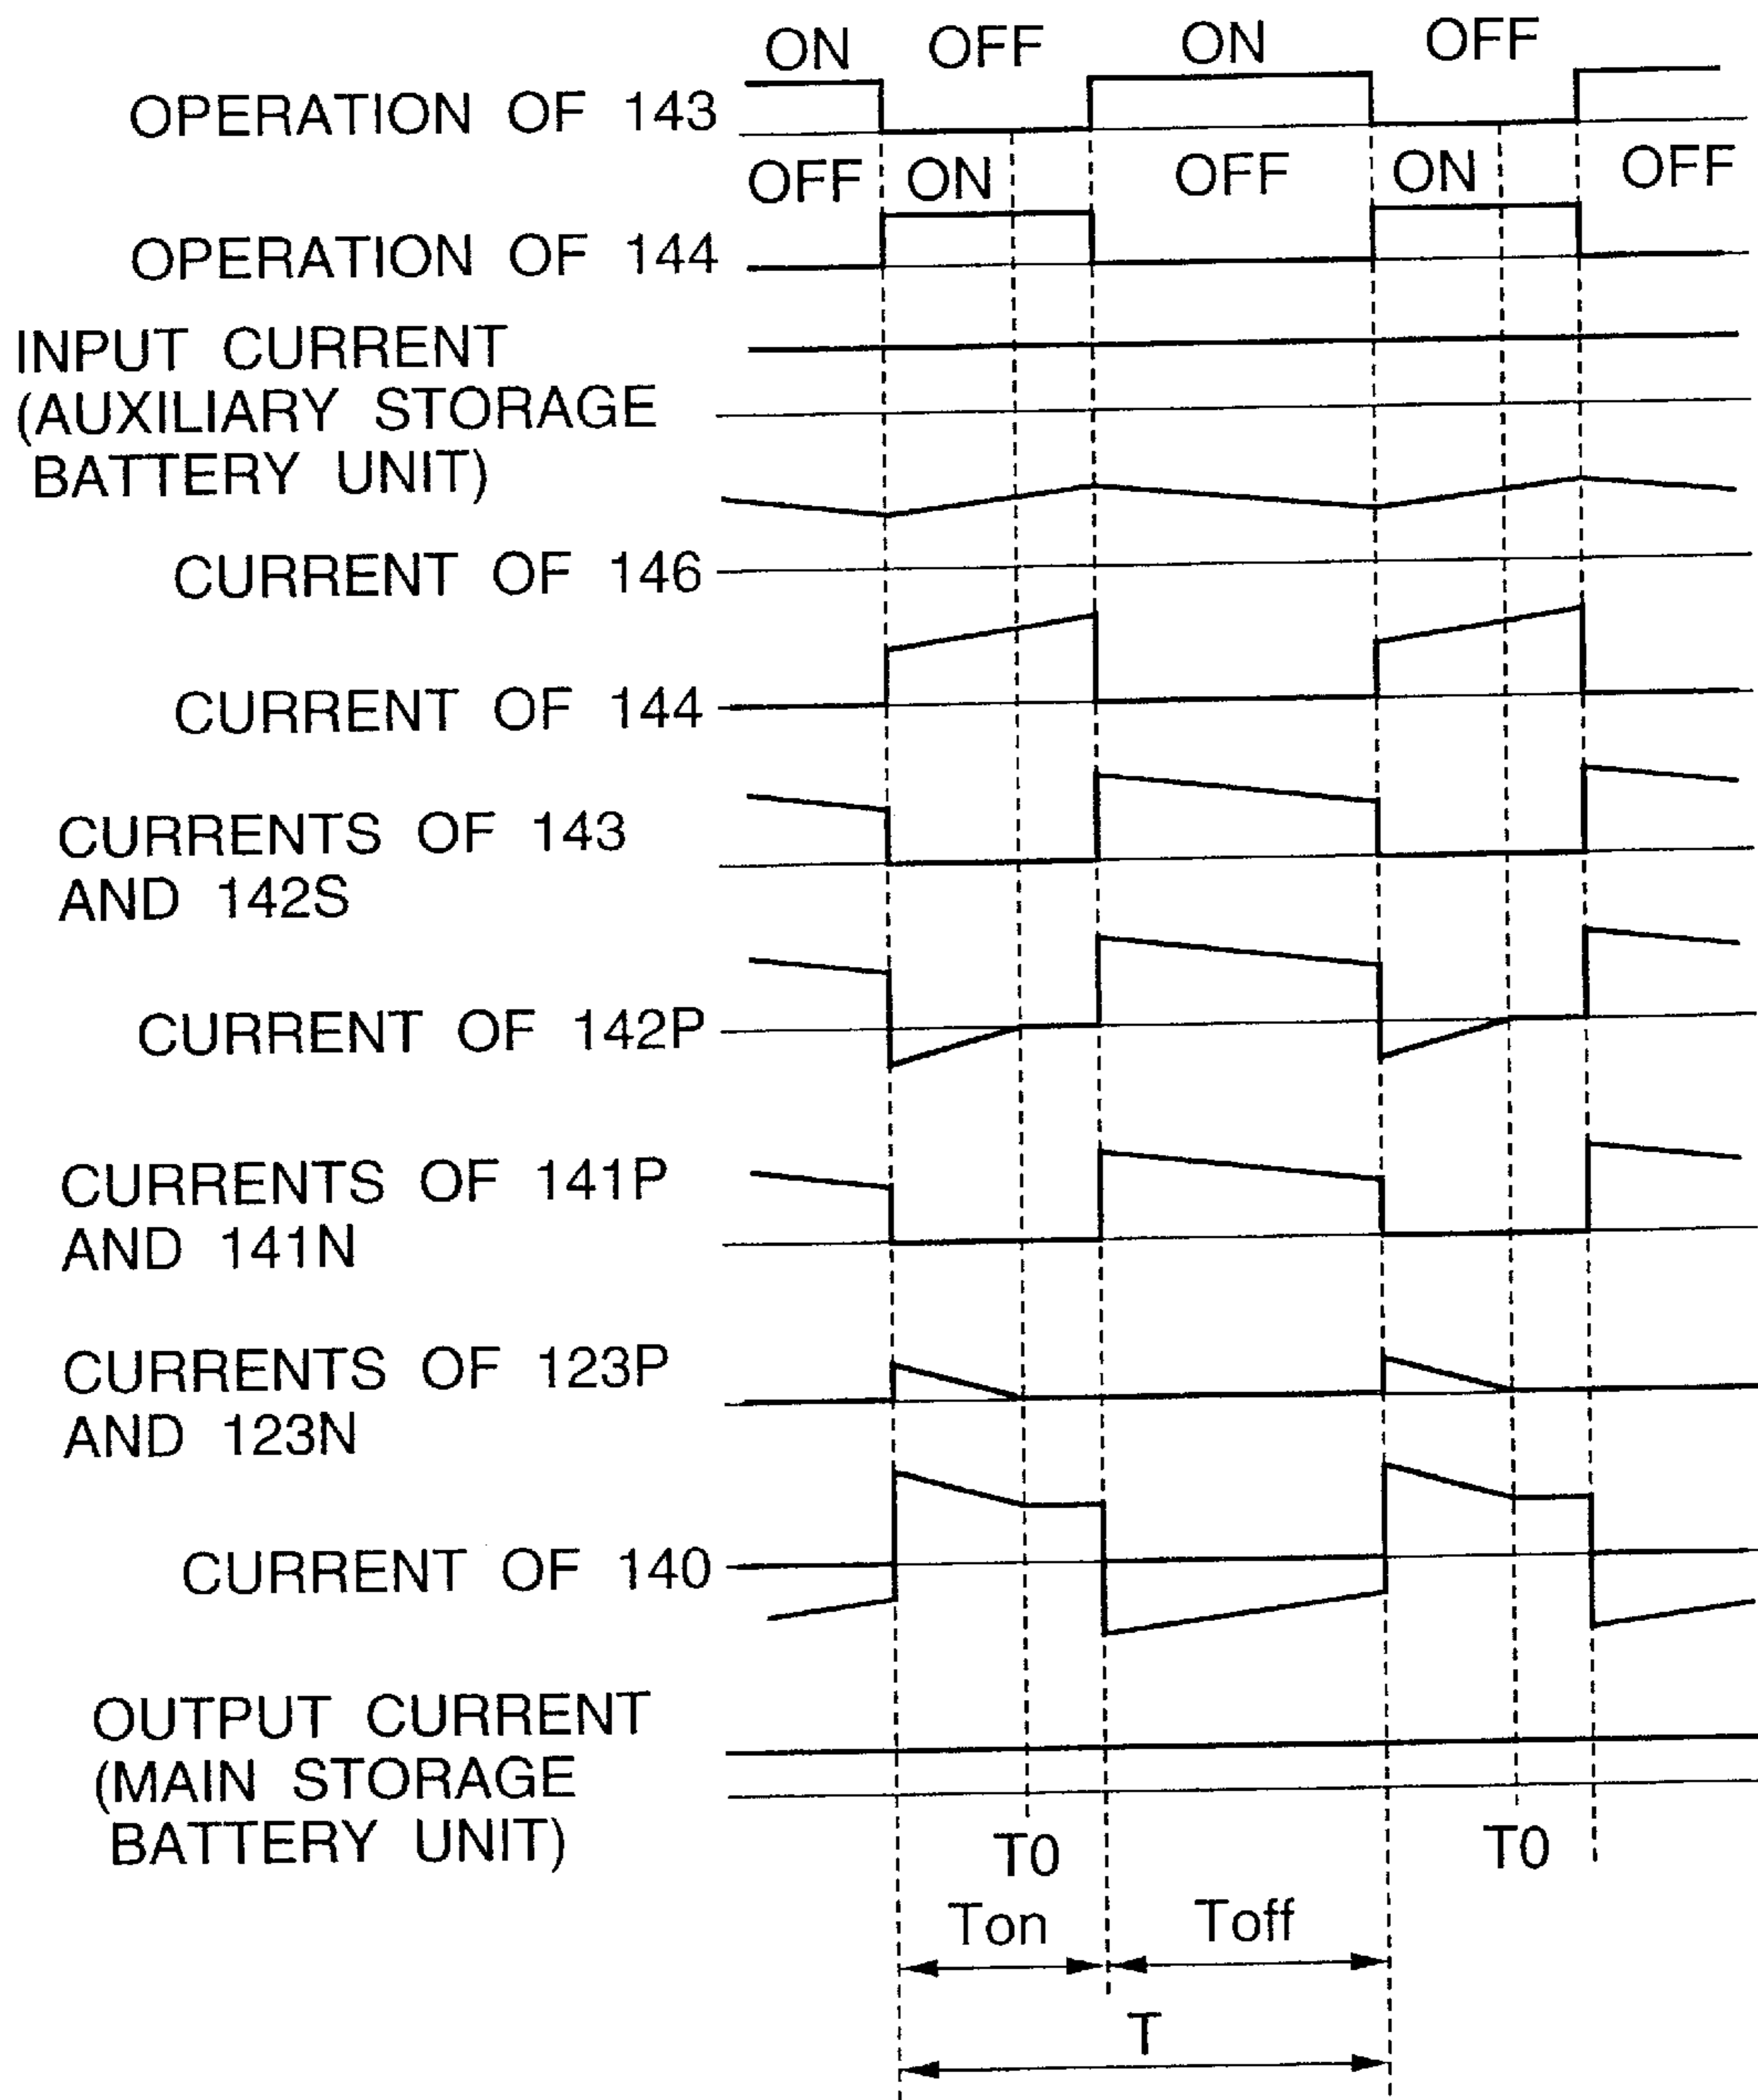 ON OFF ON OFF
OPERATION OF 143
OFF ON OFF ON OFF
OPERATION OF 144
INPUT CURRENT
(AUXILIARY STORAGE
BATTERY UNIT)
CURRENT OF 146
CURRENT OF 144
CURRENTS OF 143
AND 142S
CURRENT OF 142P
CURRENTS OF 141P
AND 141N
CURRENTS OF 123P
AND 123N
CURRENT OF 140
OUTPUT CURRENT
(MAIN STORAGE
BATTERY UNIT)
T0 T0
Ton Toff
T